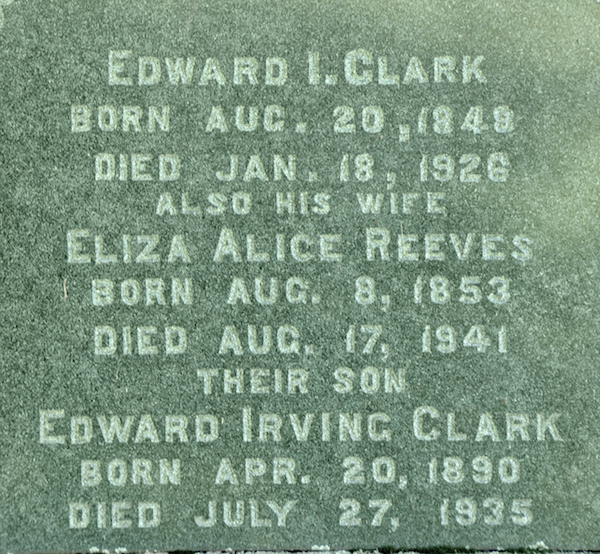 EDWARD I. CLARK
BORN AUG. 20, 1848
DIED JAN. 18, 1926
ALSO HIS WIFE
ELIZA ALICE REEVES
BORN AUG. 8, 1853
DIED AUG. 17, 1941
THEIR SON
EDWARD IRVING CLARK
BORN APR. 20, 1890
DIED JULY 27, 1935